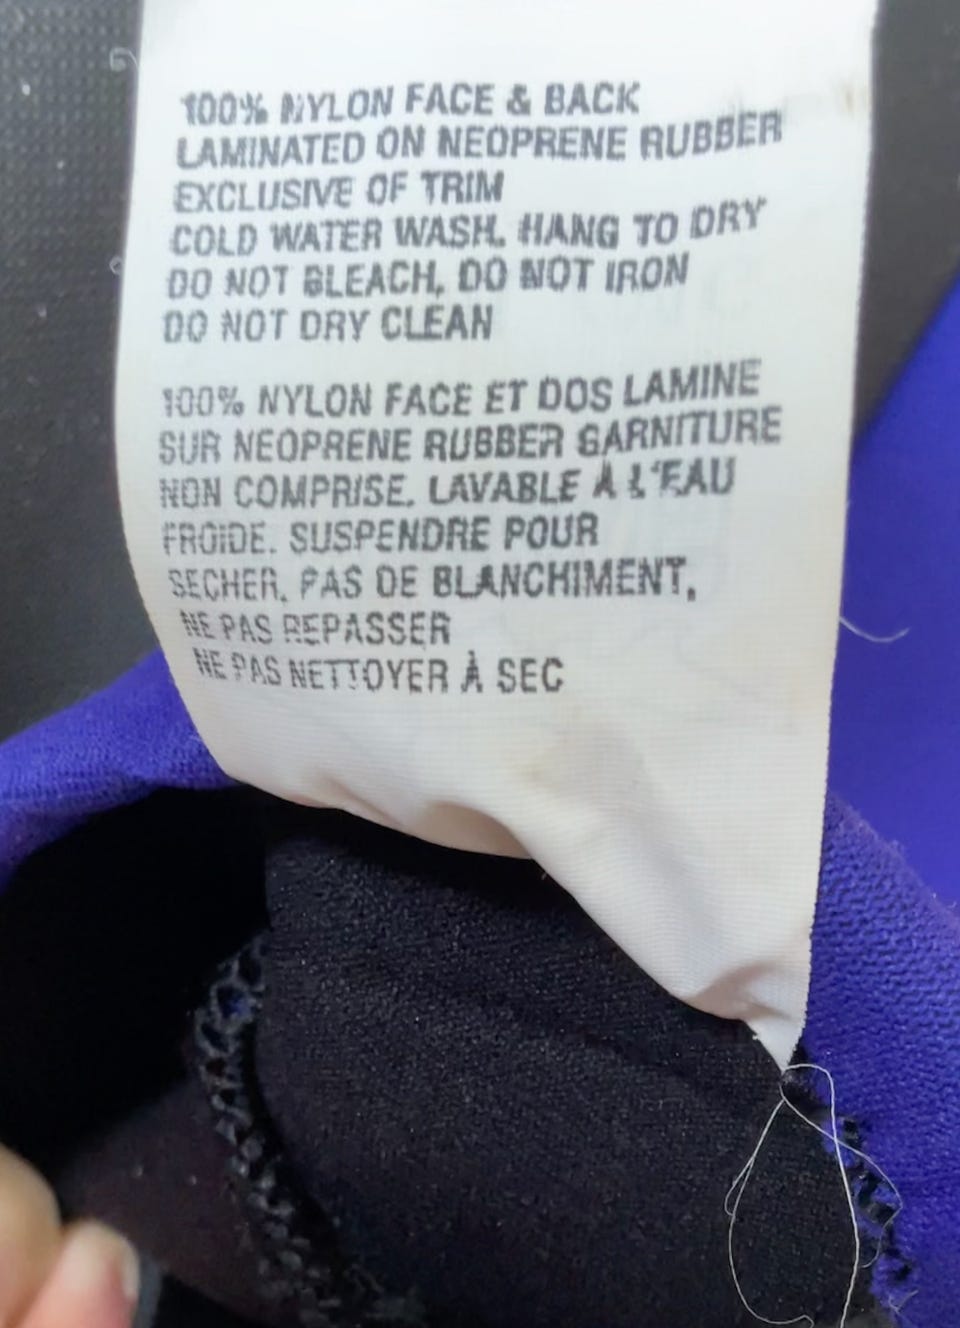 100% NYLON FACE & BACK
LAMINATED ON NEOPRENE RUBBER
EXCLUSIVE OF TRIM
COLD WATER WASH. HANG TO DRY
DO NOT BLEACH, DO NOT IRON
DO NOT DRY CLEAN
100% NYLON FACE ET DOS LAMINE
SUR NEOPRENE RUBBER GARNITURE
NON COMPRISE. LAVABLE À L'EAU
FROIDE. SUSPENDRE POUR
SECHER. PAS DE BLANCHIMENT,
NE PAS REPASSER
NE PAS NETTOYER À SEC